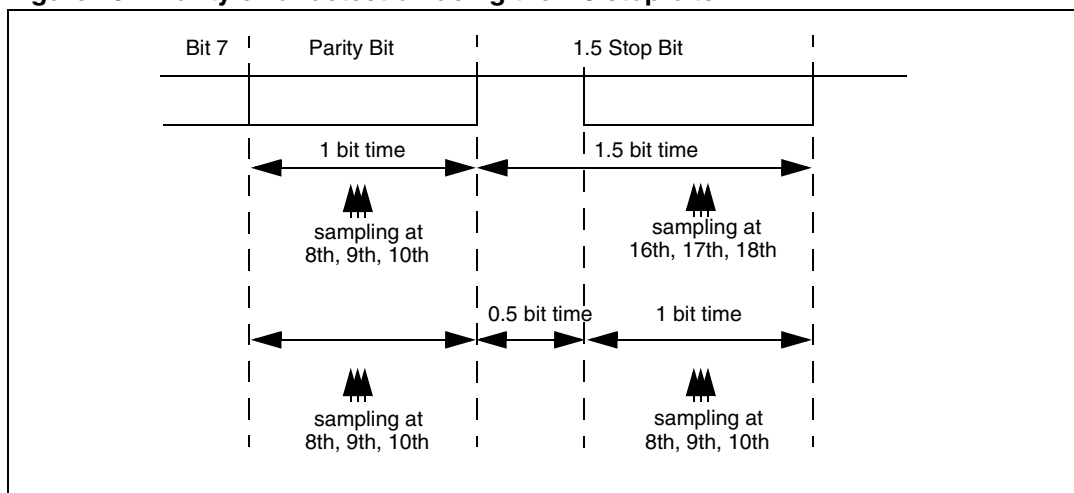 Bit 7 Parity Bit 1.5 Stop Bit
1 bit time 1.5 bit time
sampling at sampling at
8th, 9th, 10th 16th, 17th, 18th
0.5 bit time 1 bit time
sampling at sampling at
8th, 9th, 10th 8th, 9th, 10th